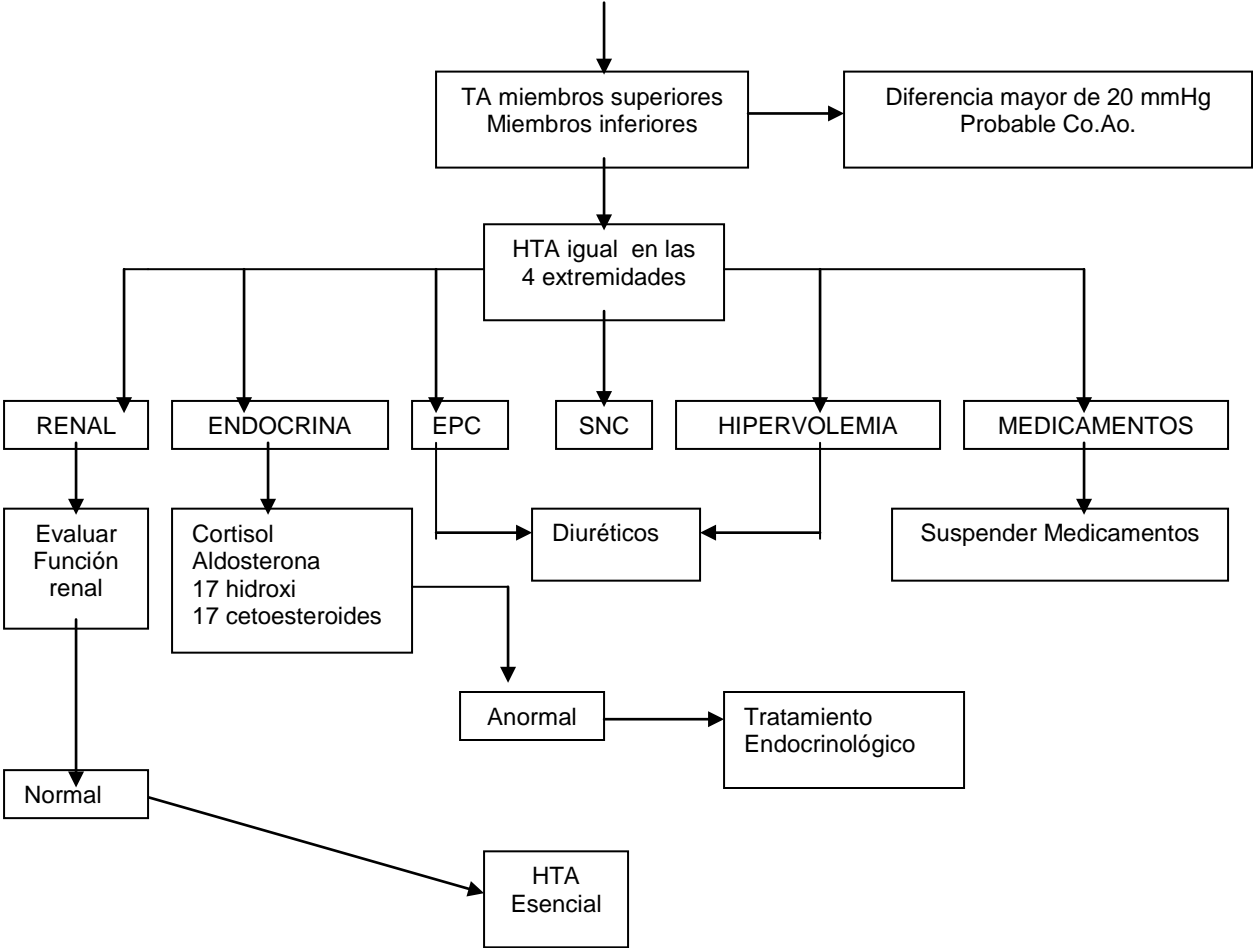 TA miembros superiores
Miembros inferiores
Diferencia mayor de 20 mmHg
Probable Co.Ao.
HTA igual en las
4 extremidades
RENAL
ENDOCRINA
EPC
SNC
HIPERVOLEMIA
MEDICAMENTOS
Evaluar
Función
renal
Cortisol
Aldosterona
17 hidroxi
17 cetoesteroides
Diuréticos
Suspender Medicamentos
Anormal
Tratamiento
Endocrinológico
Normal
HTA
Esencial